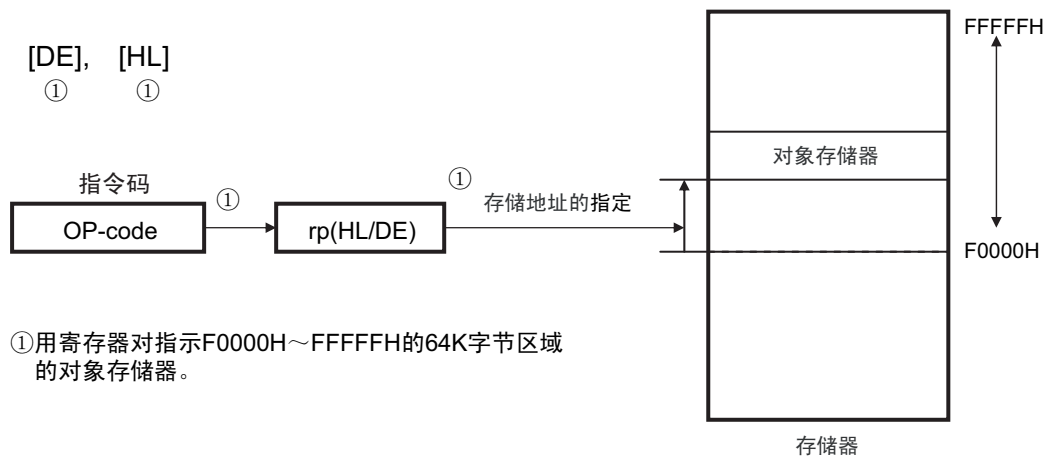 [DE], [HL]
① ①
指令码
OP-code
①
rp(HL/DE)
①
存储地址的指定
FFFFFH
对象存储器
F0000H
存储器
①用寄存器对指示F0000H～FFFFFH的64K字节区域
的对象存储器。